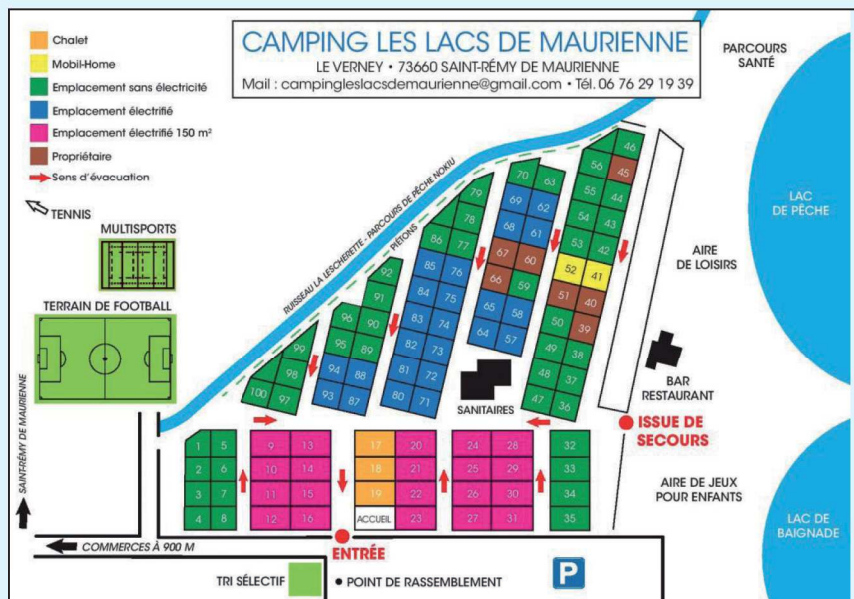 CAMPING LES LACS DE MAURIENNE
LE VERNEY • 73660 SAINT-RÉMY DE MAURIENNE
Mail : campingleslacsdemaurienne@gmail.com • Tél. 06 76 29 19 39
Chalet
Mobil-Home
Emplacement sans électricité
Emplacement électrifié
Emplacement électrifié 150 m²
Propriétaire
Sens d'évacuation
TENNIS
MULTISPORTS
TERRAIN DE FOOTBALL
PARCOURS
SANTÉ
LAC
DE PÊCHE
AIRE
DE LOISIRS
RUISSEAU LA LESCHERETTE - PARCOURS DE PÊCHE NOKIU
PIÉTONS
46
56 45
55 44
54 43
53 42
52 41
51 40
50 39
49 38
48 37
47 36
70 63
69 62
68 61
67 60
66 59
65 58
64 57
79
78
86 77
85 76
84 75
83 74
82 73
81 72
80 71
92
91
96 90
95 89
94 88
93 87
99
98
100 97
SANITAIRES
BAR
RESTAURANT
ISSUE DE
SECOURS
1 5
2 6
3 7
4 8
9 13
10 14
11 15
12 16
17 20
18 21
19 22
ACCUEIL 23
24 28
25 29
26 30
27 31
32
33
34
35
AIRE DE JEUX
POUR ENFANTS
LAC DE
BAIGNADE
SAINT-RÉMY DE MAURIENNE
COMMERCES À 900 M
ENTRÉE
TRI SÉLECTIF
• POINT DE RASSEMBLEMENT
P